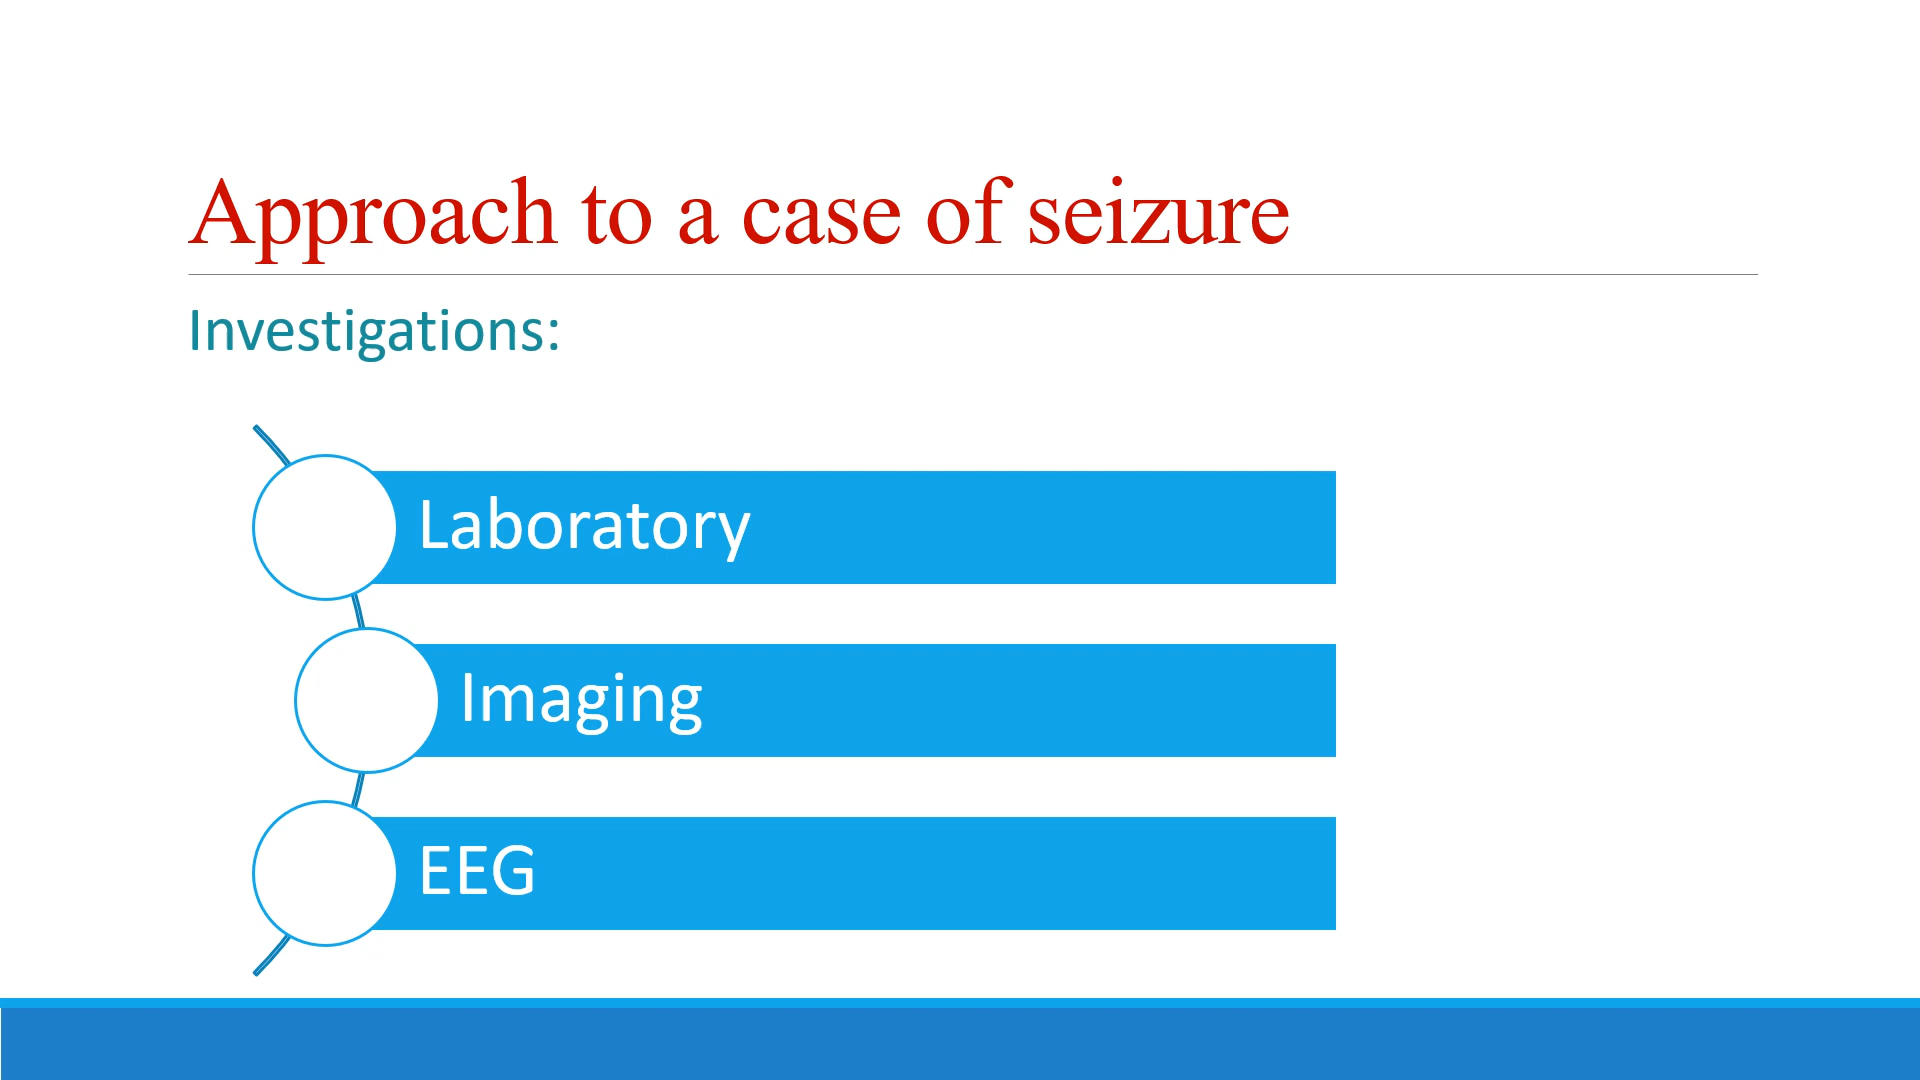 Approach to a case of seizure
Investigations:
Laboratory
Imaging
EEG